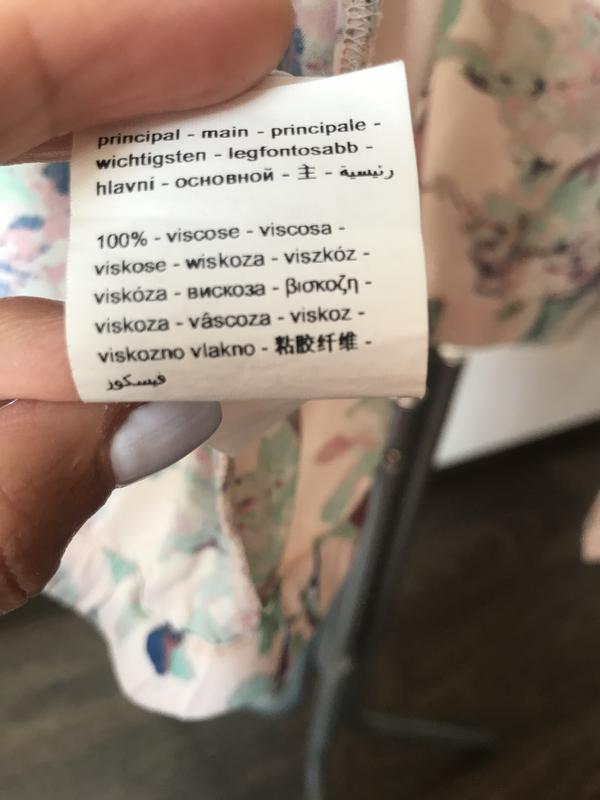 principal - main - principale -
wichtigsten - legfontosabb -
hlavní - основной - 主 - رئيسية
100% - viscose - viscosa -
viskose - wiskoza - viszkóz -
viskóza - вискоза - βισκοζη -
viskoza - vâscoza - viskoz -
viskozno vlakno - 粘胶纤维 -
فيسكوز